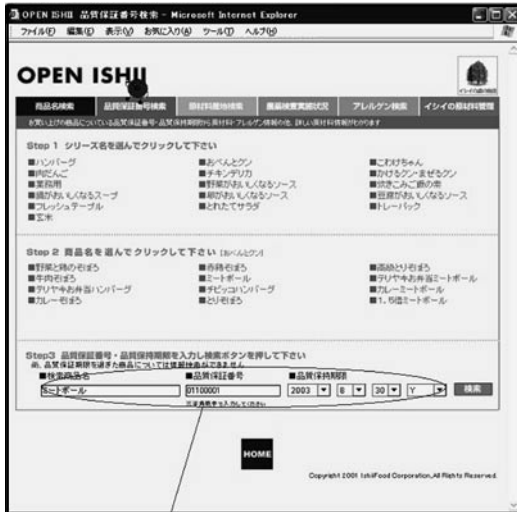 OPEN ISHII 品質保証番号検索 - Microsoft Internet Explorer
ファイル(F) 編集(E) 表示(V) お気に入り(A) ツール(T) ヘルプ(H)
OPEN ISHII
商品名検索 品質保証番号検索 原材料産地検索 農薬検査実施状況 アレルゲン検索 イシイの原材料管理
Step 1 シリーズ名を選んでクリックして下さい
■ハンバーグ ■おべんとクン ■こわけちゃん
■肉だんご ■チキンデリカ ■かけるクン・まぜるクン
■業務用 ■野菜がおいしくなるソース ■炊きこみご飯の素
■鍋がおいしくなるスープ ■卵がおいしくなるソース ■豆腐がおいしくなるソース
■フレッシュテーブル ■とれたてサラダ ■トレーパック
■玄米
Step 2 商品名を選んでクリックして下さい [おべんとクン]
■野菜と鶏のそぼろ ■赤鶏そぼろ
■牛肉そぼろ ■ミートボール ■テリヤキお弁当ミートボール
■テリヤキお弁当ハンバーグ ■チビッコハンバーグ ■カレーミートボール
■カレーそぼろ ■とりそぼろ ■1.5倍ミートボール
Step3 品質保証番号・品質保持期限を入力し検索ボタンを押して下さい
■検索商品名 ■品質保証番号 ■品質保持期限
ミートボール 01100001 2003 8 30 Y 検索
HOME
Copyright 2001 IshiiFood Corporation,All Rights Reserved.